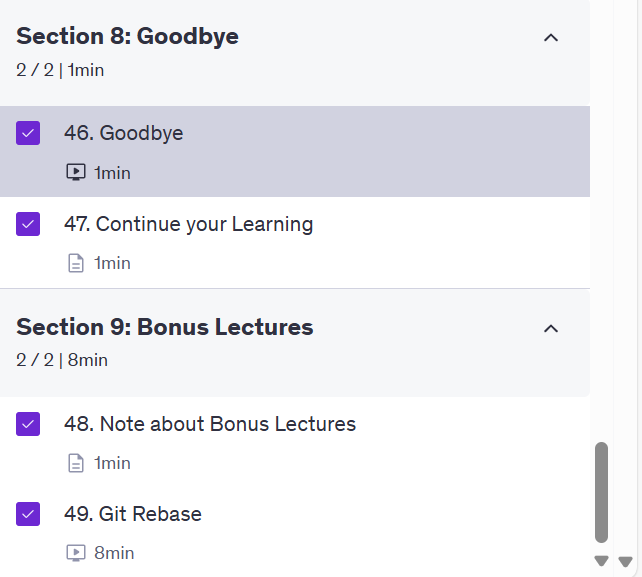 Section 8: Goodbye
2 / 2 | 1min
46. Goodbye
1min
47. Continue your Learning
1min
Section 9: Bonus Lectures
2 / 2 | 8min
48. Note about Bonus Lectures
1min
49. Git Rebase
8min